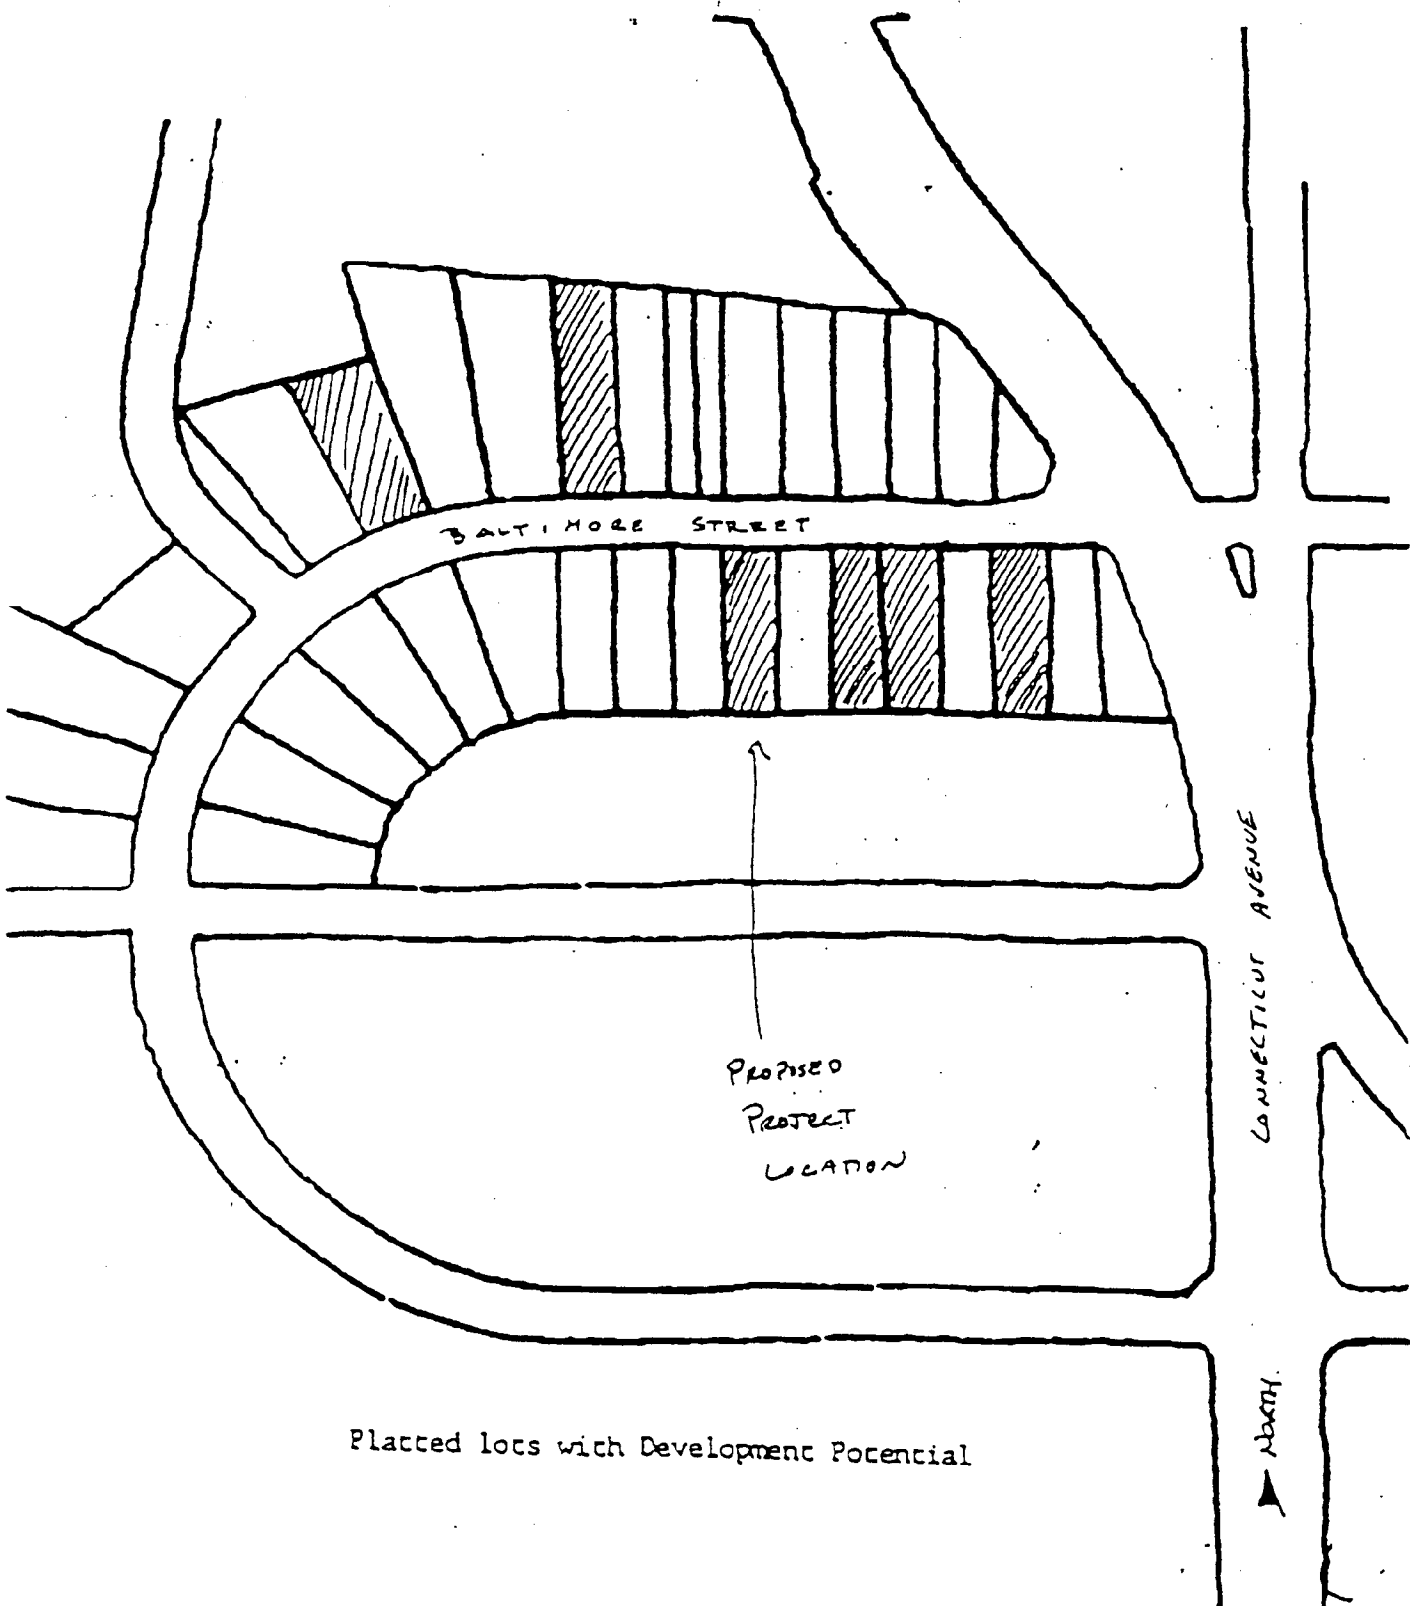 BALTIMORE STREET
CONNECTICUT AVENUE
PROPOSED
PROJECT
LOCATION
NORTH
Platted lots with Development Potential